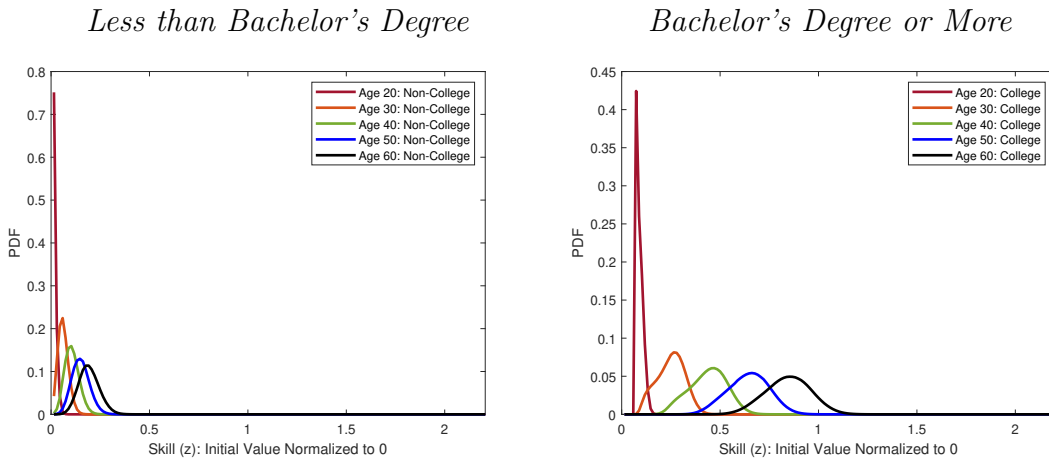 Less than Bachelor's Degree
0.8
0.7
0.6
0.5
0.4
0.3
0.2
0.1
0
PDF
0
0.5
1
1.5
2
Skill (z): Initial Value Normalized to 0
Age 20: Non-College
Age 30: Non-College
Age 40: Non-College
Age 50: Non-College
Age 60: Non-College
Bachelor's Degree or More
0.45
0.4
0.35
0.3
0.25
0.2
0.15
0.1
0.05
0
PDF
0
0.5
1
1.5
2
Skill (z): Initial Value Normalized to 0
Age 20: College
Age 30: College
Age 40: College
Age 50: College
Age 60: College